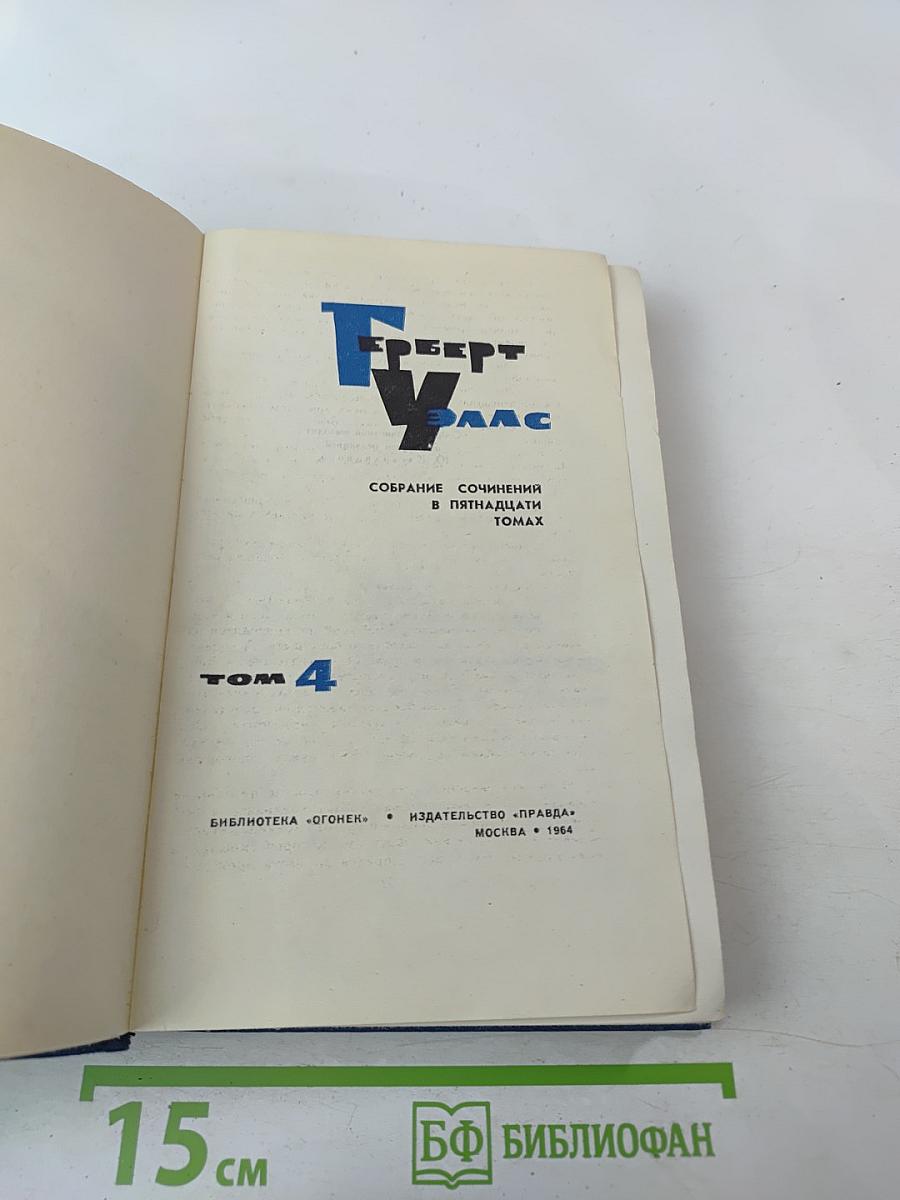 Герберт
Уэллс
СОБРАНИЕ СОЧИНЕНИЙ
В ПЯТНАДЦАТИ
ТОМАХ
ТОМ 4
БИБЛИОТЕКА «ОГОНЕК» • ИЗДАТЕЛЬСТВО «ПРАВДА»
МОСКВА • 1964
15 см
БФ БИБЛИОФАН